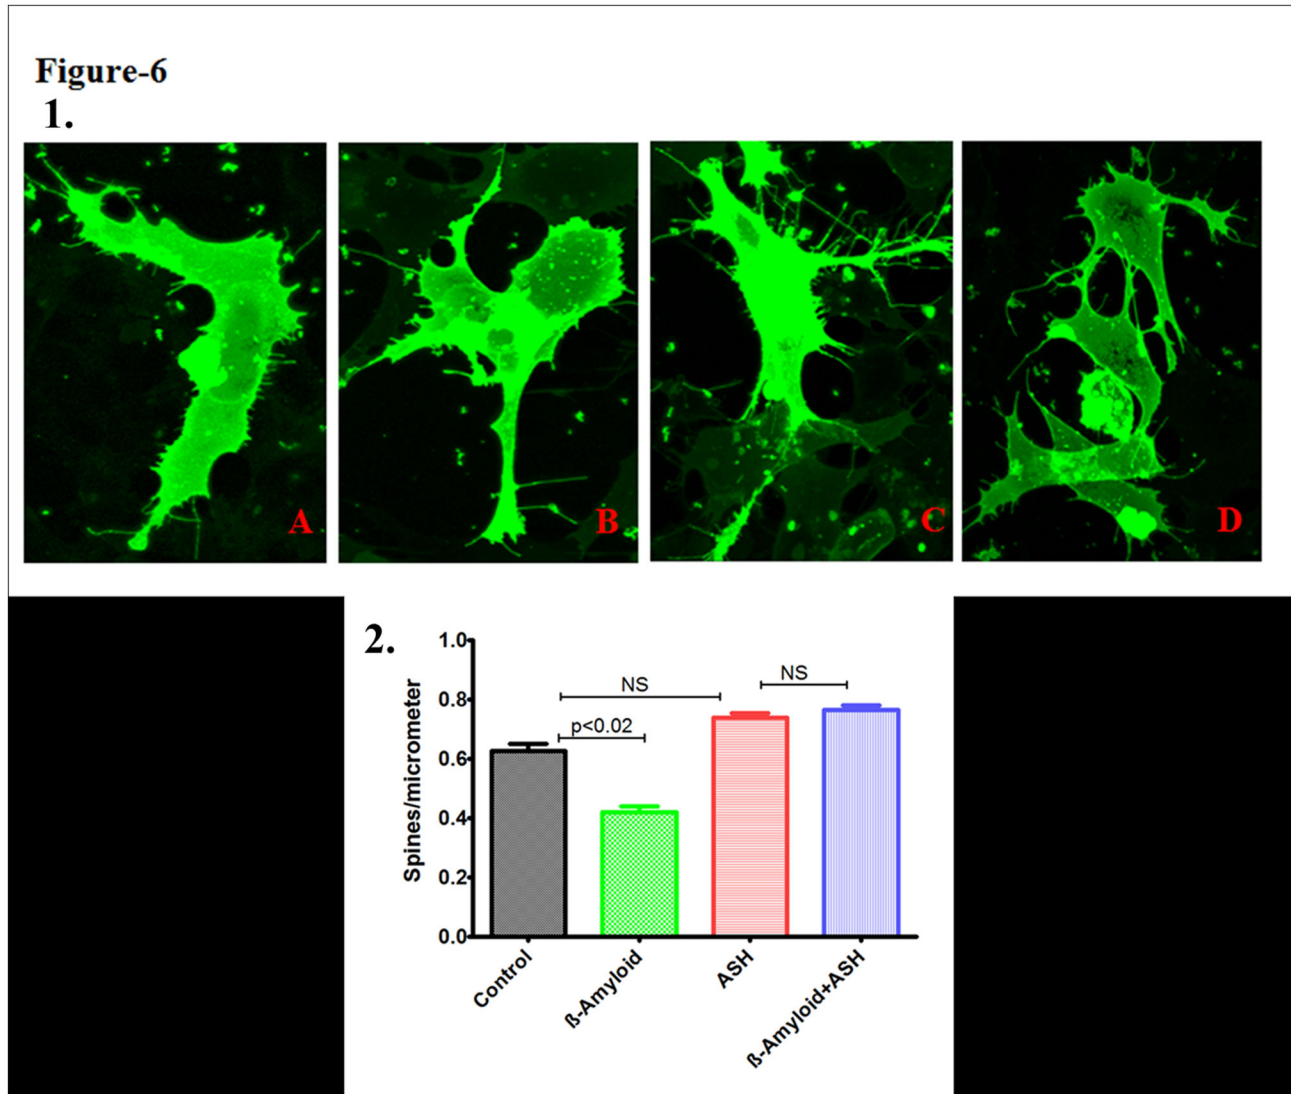 Figure-6
1.
A
B
C
D
2.
1.0
0.8
0.6
0.4
0.2
0.0
Spines/micrometer
NS
NS
p<0.02
Control
ß-Amyloid
ASH
ß-Amyloid+ASH